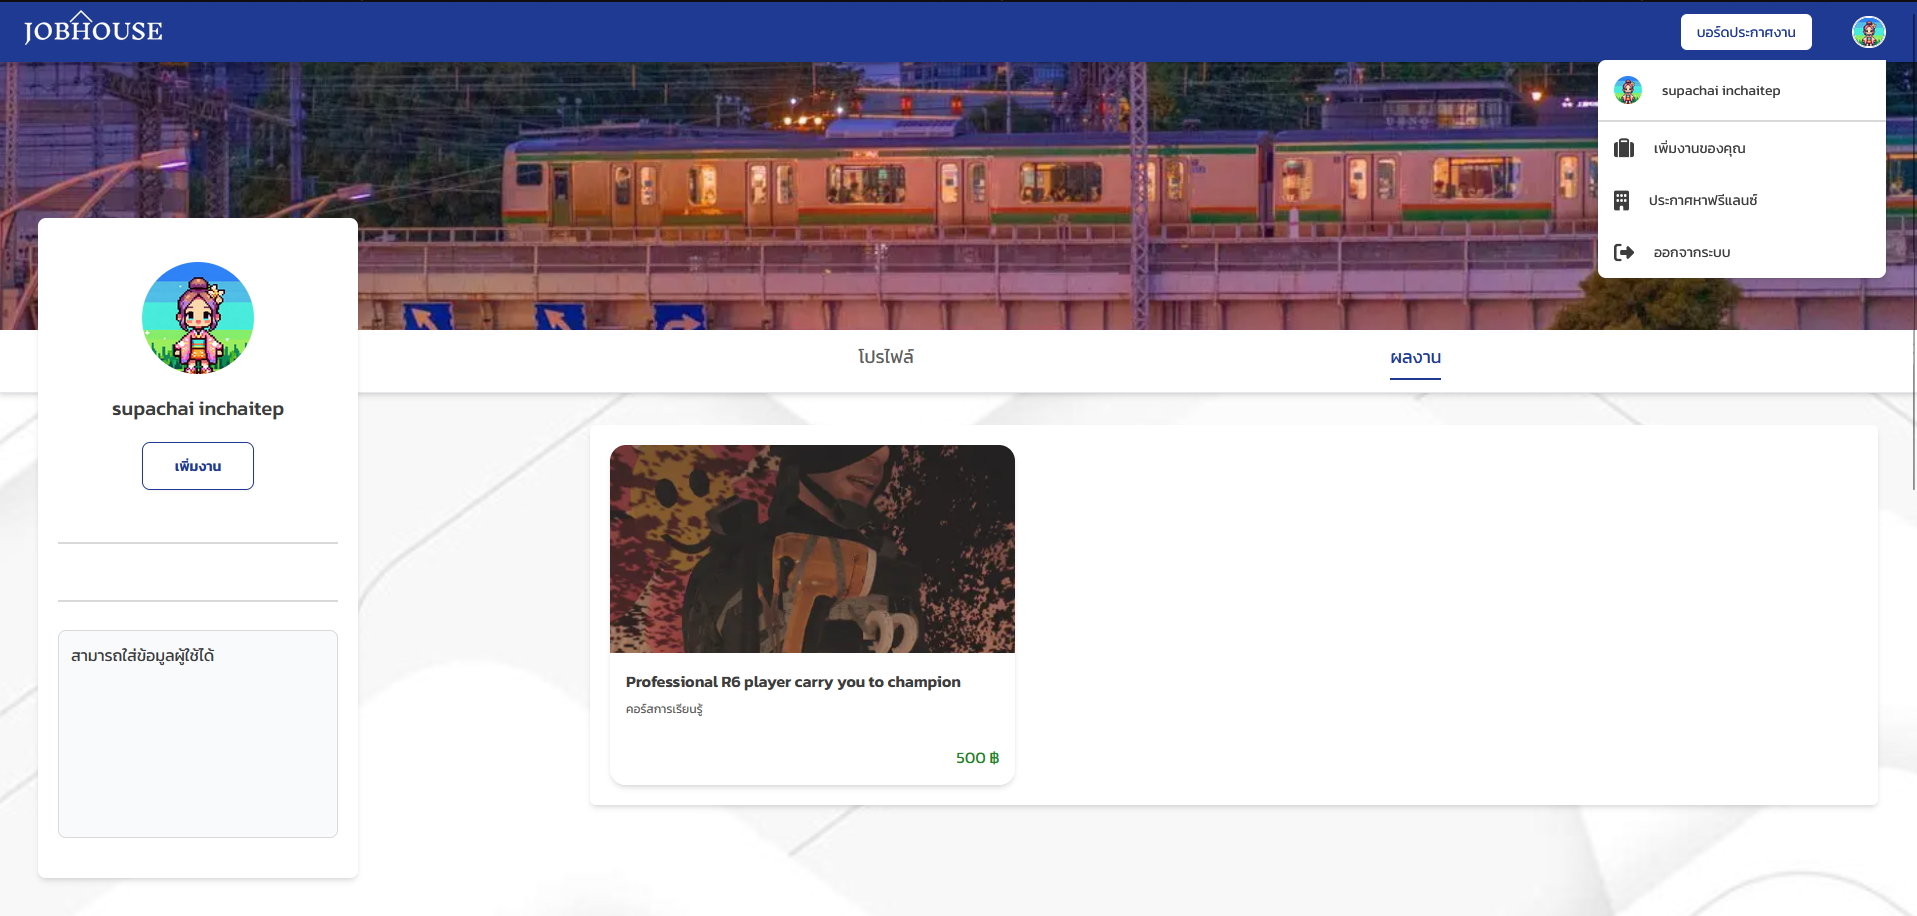 JOBHOUSE
บอร์ดประกาศงาน
supachai inchaitep
เพิ่มงานของคุณ
ประกาศหาฟรีแลนซ์
ออกจากระบบ
โปรไฟล์
ผลงาน
supachai inchaitep
เพิ่มงาน
สามารถใส่ข้อมูลผู้ใช้ได้
Professional R6 player carry you to champion
คอร์สการเรียนรู้
500 ฿